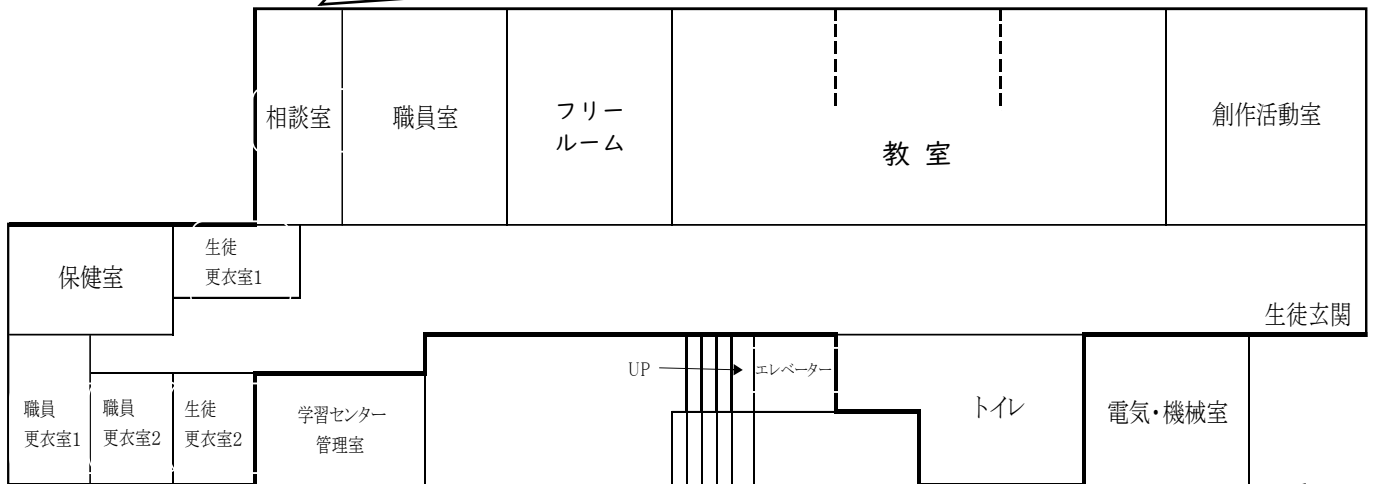 相談室
職員室
フリー
ルーム
教室
創作活動室
保健室
生徒
更衣室1
生徒玄関
UP
エレベーター
トイレ
電気・機械室
職員
更衣室1
職員
更衣室2
生徒
更衣室2
学習センター
管理室